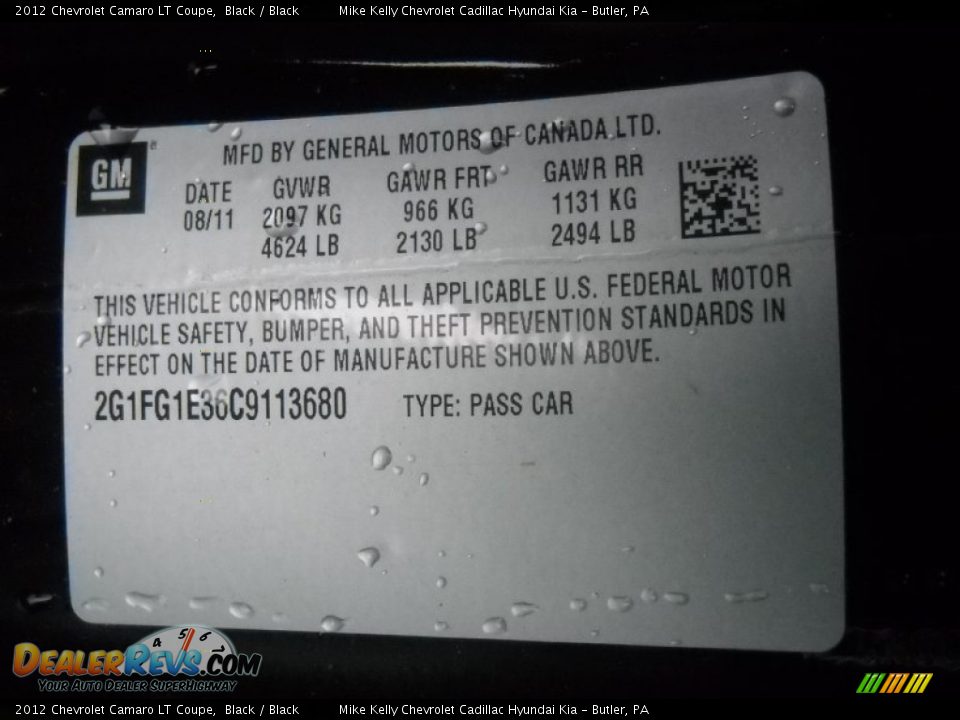 2012 Chevrolet Camaro LT Coupe, Black / Black Mike Kelly Chevrolet Cadillac Hyundai Kia - Butler, PA
GM
MFD BY GENERAL MOTORS OF CANADA LTD.
DATE GVWR GAWR FRT GAWR RR
08/11 2097 KG 966 KG 1131 KG
4624 LB 2130 LB 2494 LB
THIS VEHICLE CONFORMS TO ALL APPLICABLE U.S. FEDERAL MOTOR
VEHICLE SAFETY, BUMPER, AND THEFT PREVENTION STANDARDS IN
EFFECT ON THE DATE OF MANUFACTURE SHOWN ABOVE.
2G1FG1E36C9113680 TYPE: PASS CAR
4 5 6 7
DEALERREVS.COM
YOUR AUTO DEALER SUPERHIGHWAY
2012 Chevrolet Camaro LT Coupe, Black / Black Mike Kelly Chevrolet Cadillac Hyundai Kia - Butler, PA